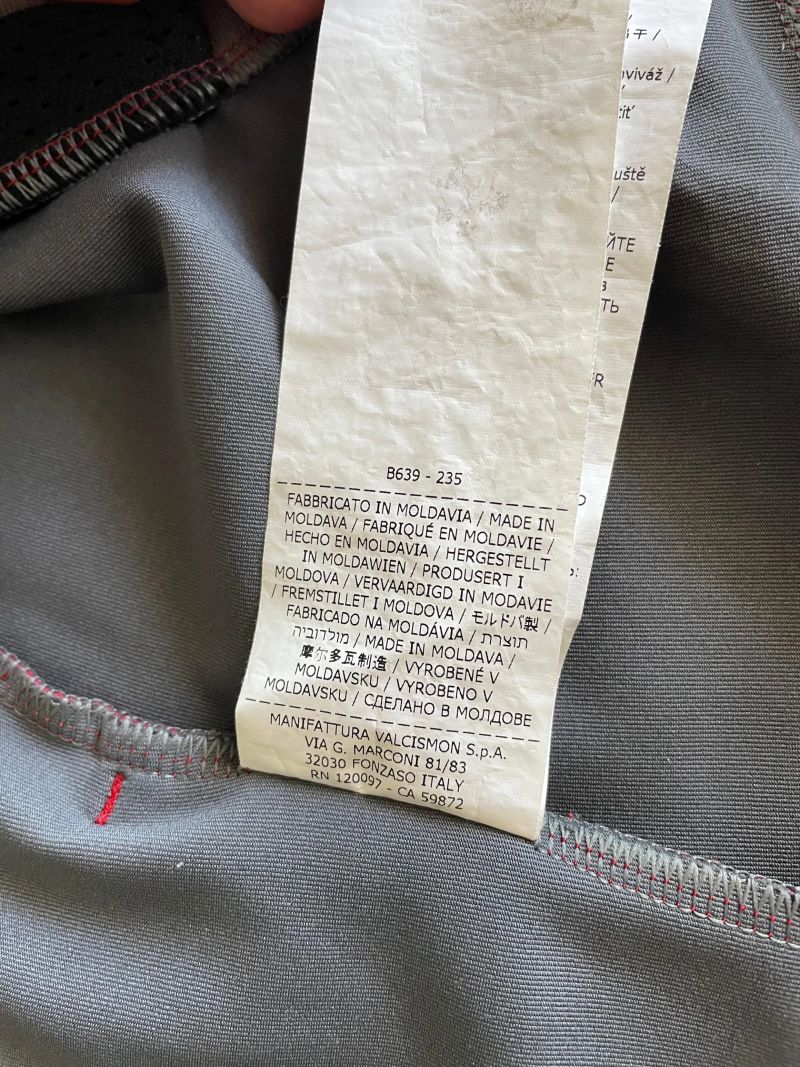 B639 - 235
FABBRICATO IN MOLDAVIA / MADE IN
MOLDAVA / FABRIQUÉ EN MOLDAVIE /
HECHO EN MOLDAVIA / HERGESTELLT
IN MOLDAWIEN / PRODUSERT I
MOLDOVA / VERVAARDIGD IN MODAVIE
/ FREMSTILLET I MOLDOVA / モルドバ製 /
FABRICADO NA MOLDÁVIA / תוצרת
מולדוביה / MADE IN MOLDAVA /
摩尔多瓦制造 / VYROBENÉ V
MOLDAVSKU / VYROBENO V
MOLDAVSKU / СДЕЛАНО В МОЛДОВЕ
MANIFATTURA VALCISMON S.p.A.
VIA G. MARCONI 81/83
32030 FONZASO ITALY
RN 120097 - CA 59872